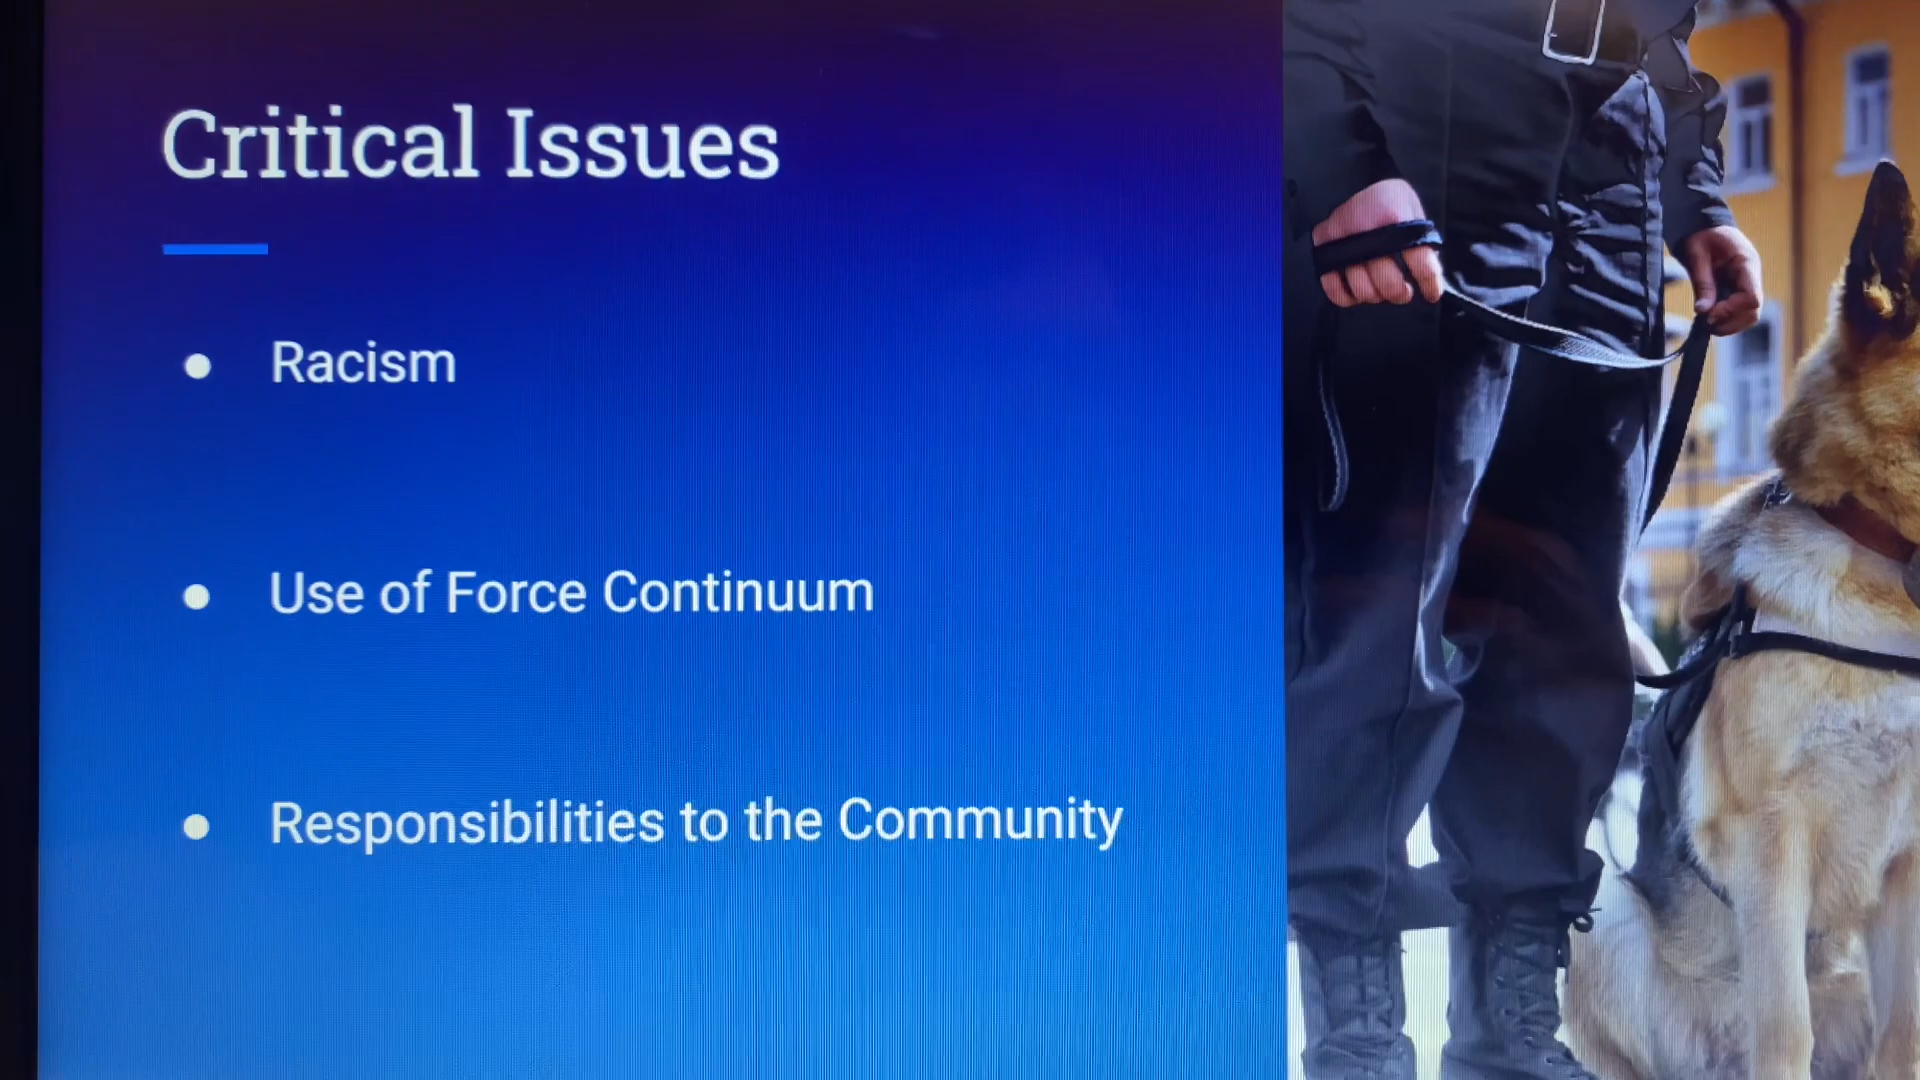 Critical Issues
Racism
Use of Force Continuum
Responsibilities to the Community